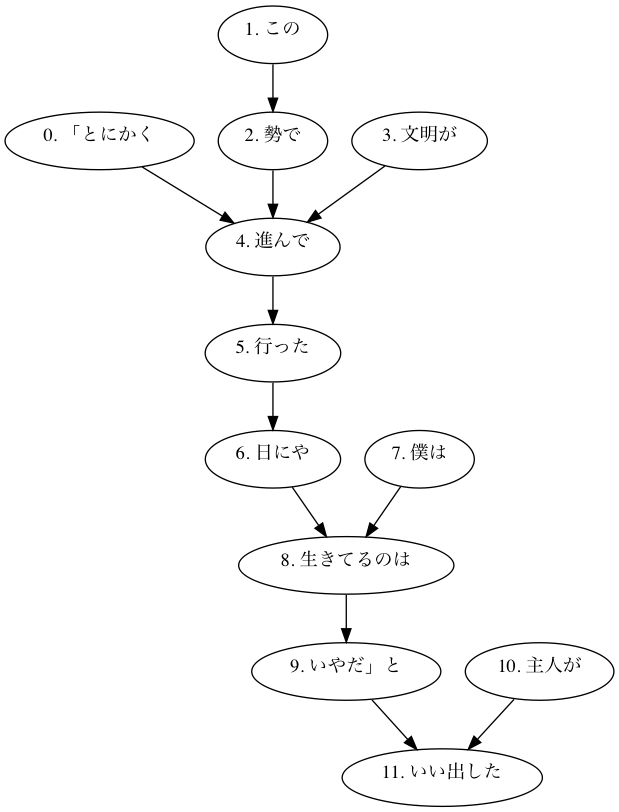 1. この
0. 「とにかく
2. 勢で
3. 文明が
4. 進んで
5. 行った
6. 日にや
7. 僕は
8. 生きてるのは
9. いやだ」と
10. 主人が
11. いい出した